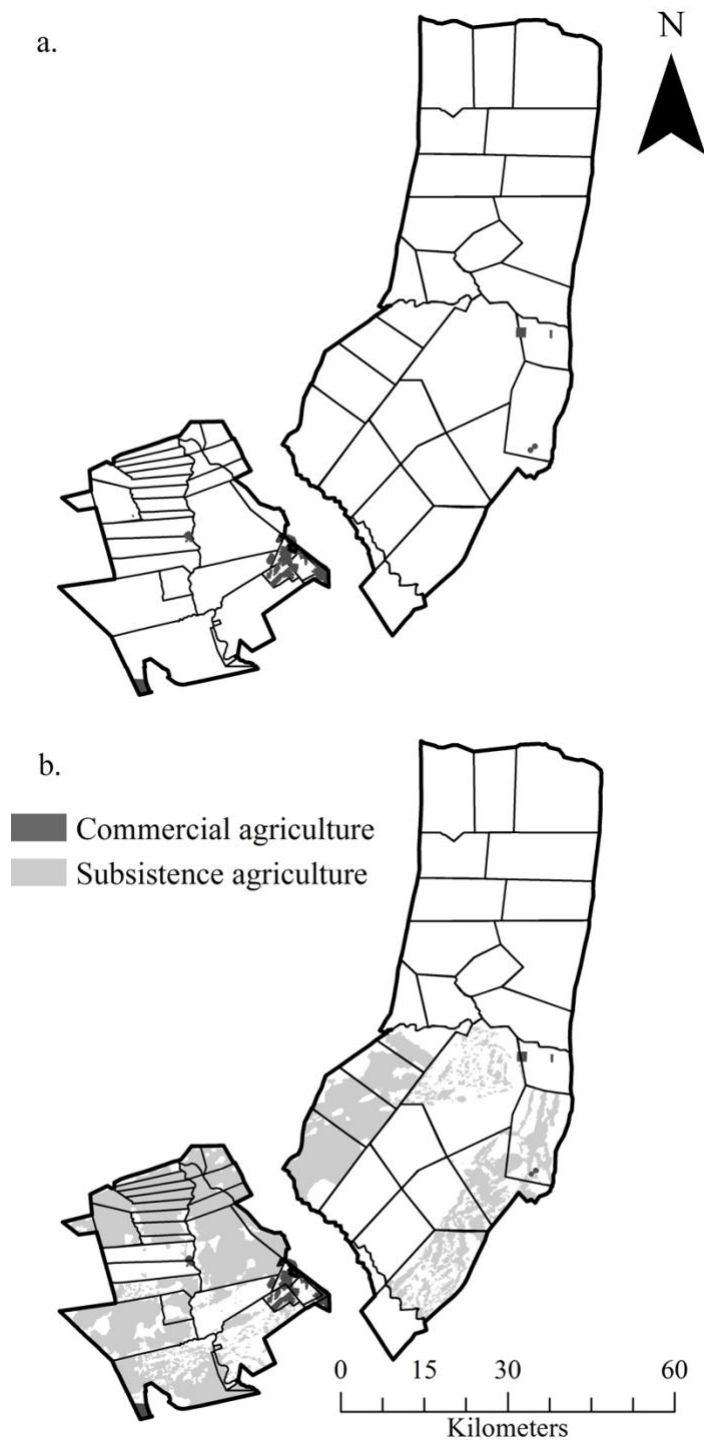 a.
N
b.
Commercial agriculture
Subsistence agriculture
0 15 30 60
Kilometers